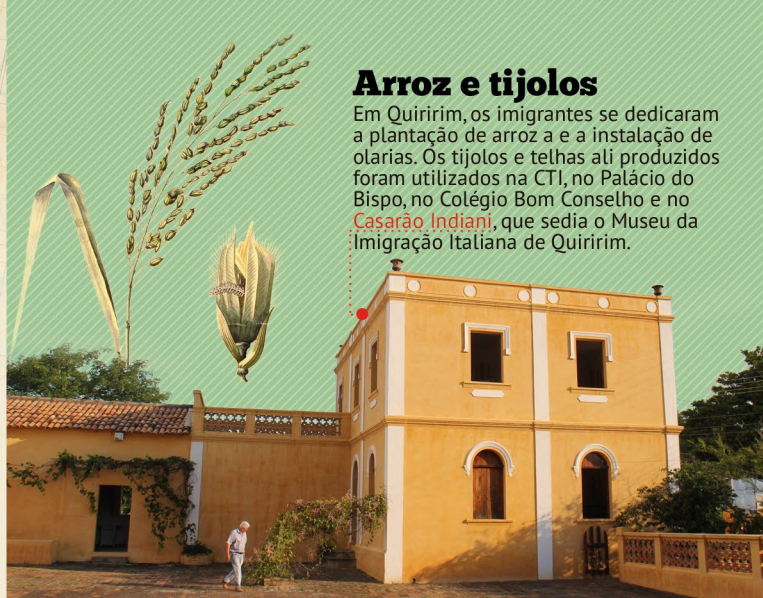 Arroz e tijolos
Em Quiririm, os imigrantes se dedicaram
a plantação de arroz a e a instalação de
olarias. Os tijolos e telhas ali produzidos
foram utilizados na CTI, no Palácio do
Bispo, no Colégio Bom Conselho e no
Casarão Indiani, que sedia o Museu da
Imigração Italiana de Quiririm.